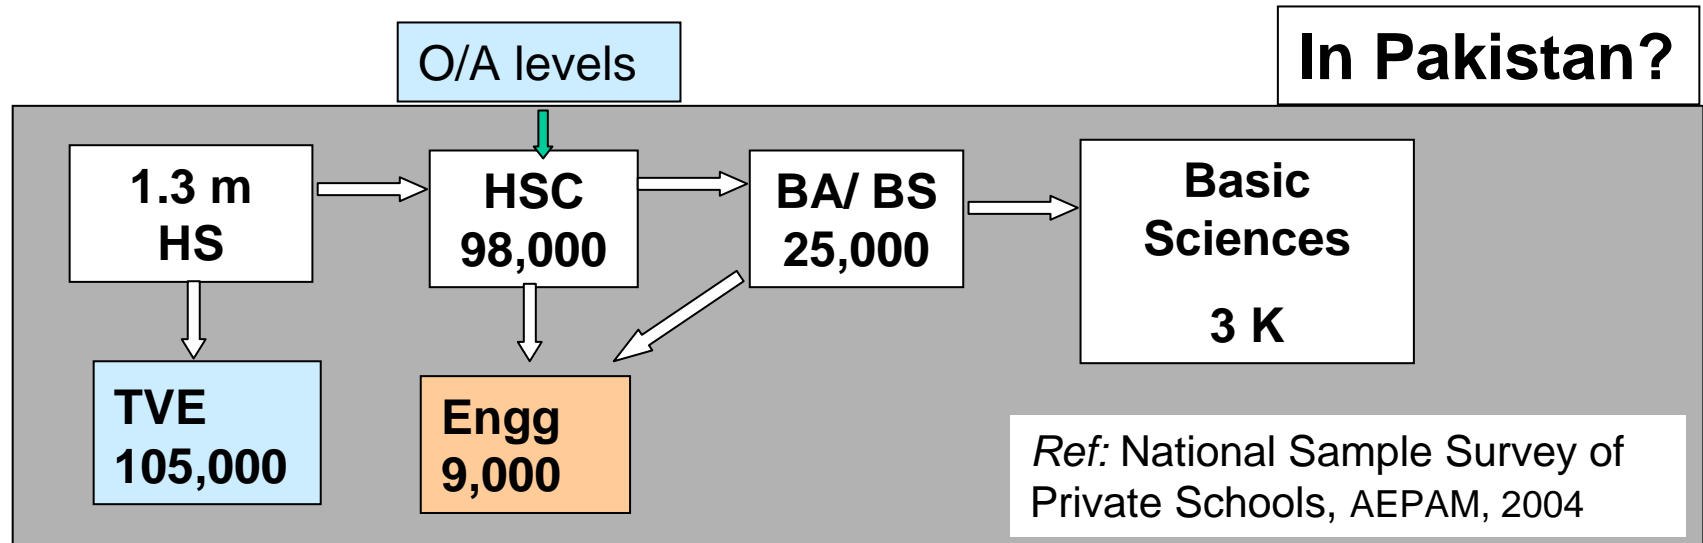 In Pakistan?
O/A levels
1.3 m
HS
HSC
98,000
BA/ BS
25,000
Basic
Sciences
3 K
TVE
105,000
Engg
9,000
Ref: National Sample Survey of
Private Schools, AEPAM, 2004